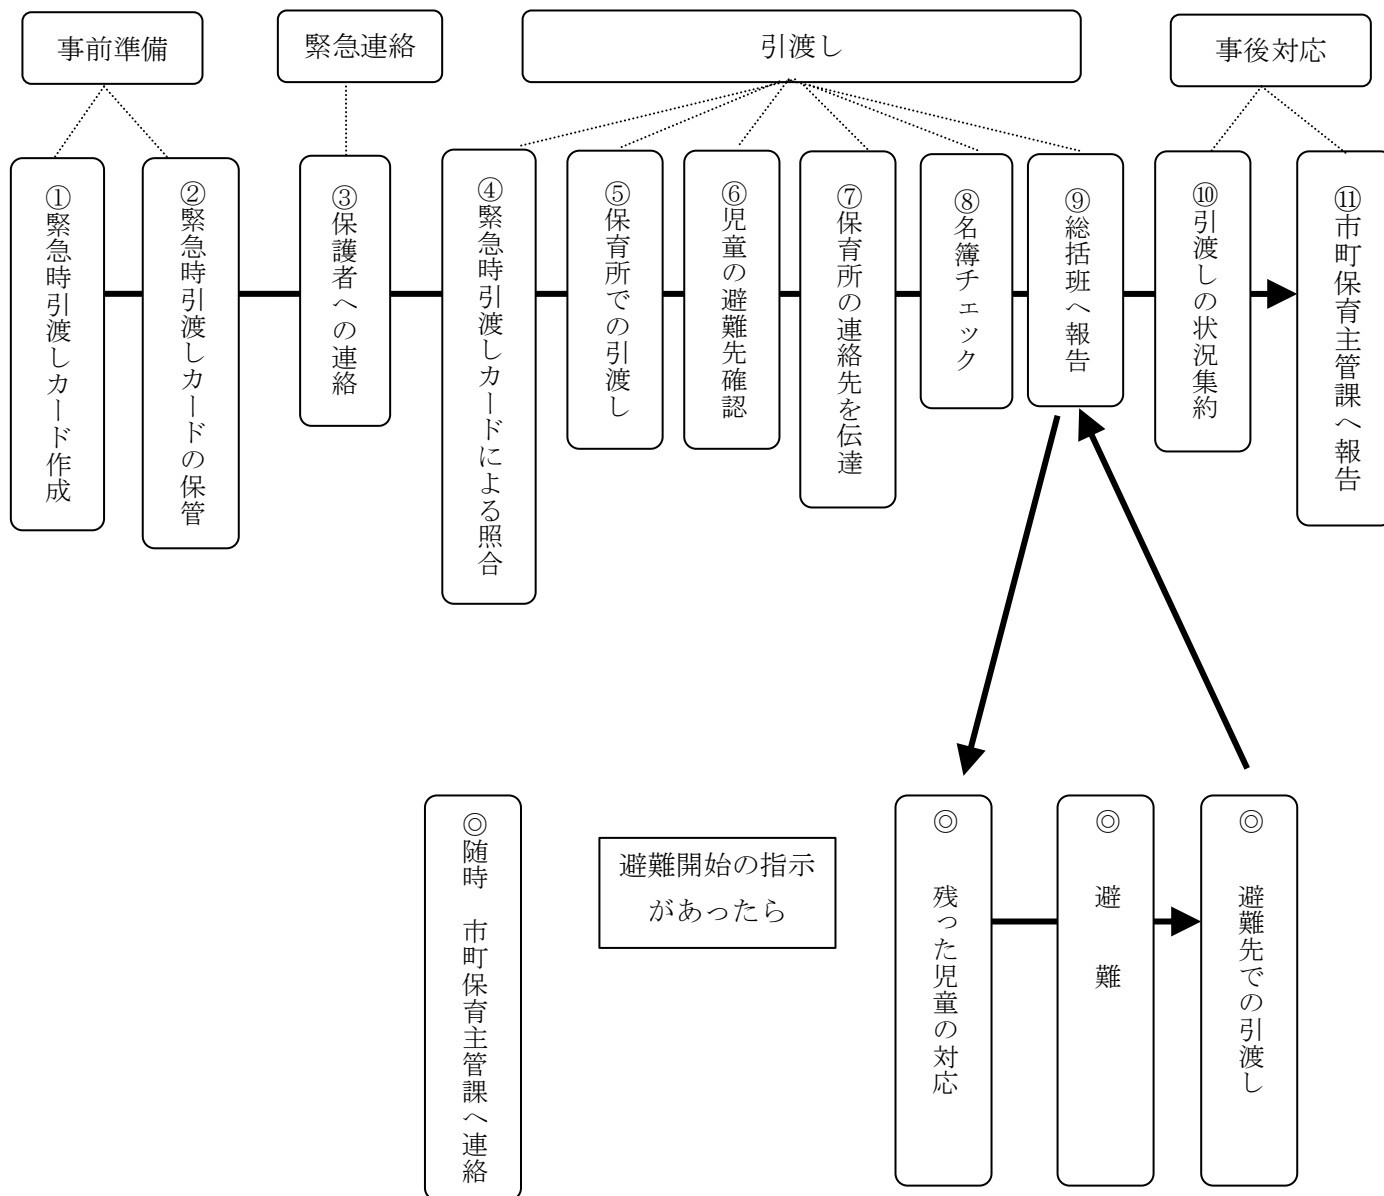 事前準備
緊急連絡
引渡し
事後対応
①緊急時引渡しカード作成
②緊急時引渡しカードの保管
③保護者への連絡
④緊急時引渡しカードによる照合
⑤保育所での引渡し
⑥児童の避難先確認
⑦保育所の連絡先を伝達
⑧名簿チェック
⑨総括班へ報告
⑩引渡しの状況集約
⑪市町保育主管課へ報告
◎随時　市町保育主管課へ連絡
避難開始の指示
があったら
◎　残った児童の対応
◎　避　難
◎　避難先での引渡し